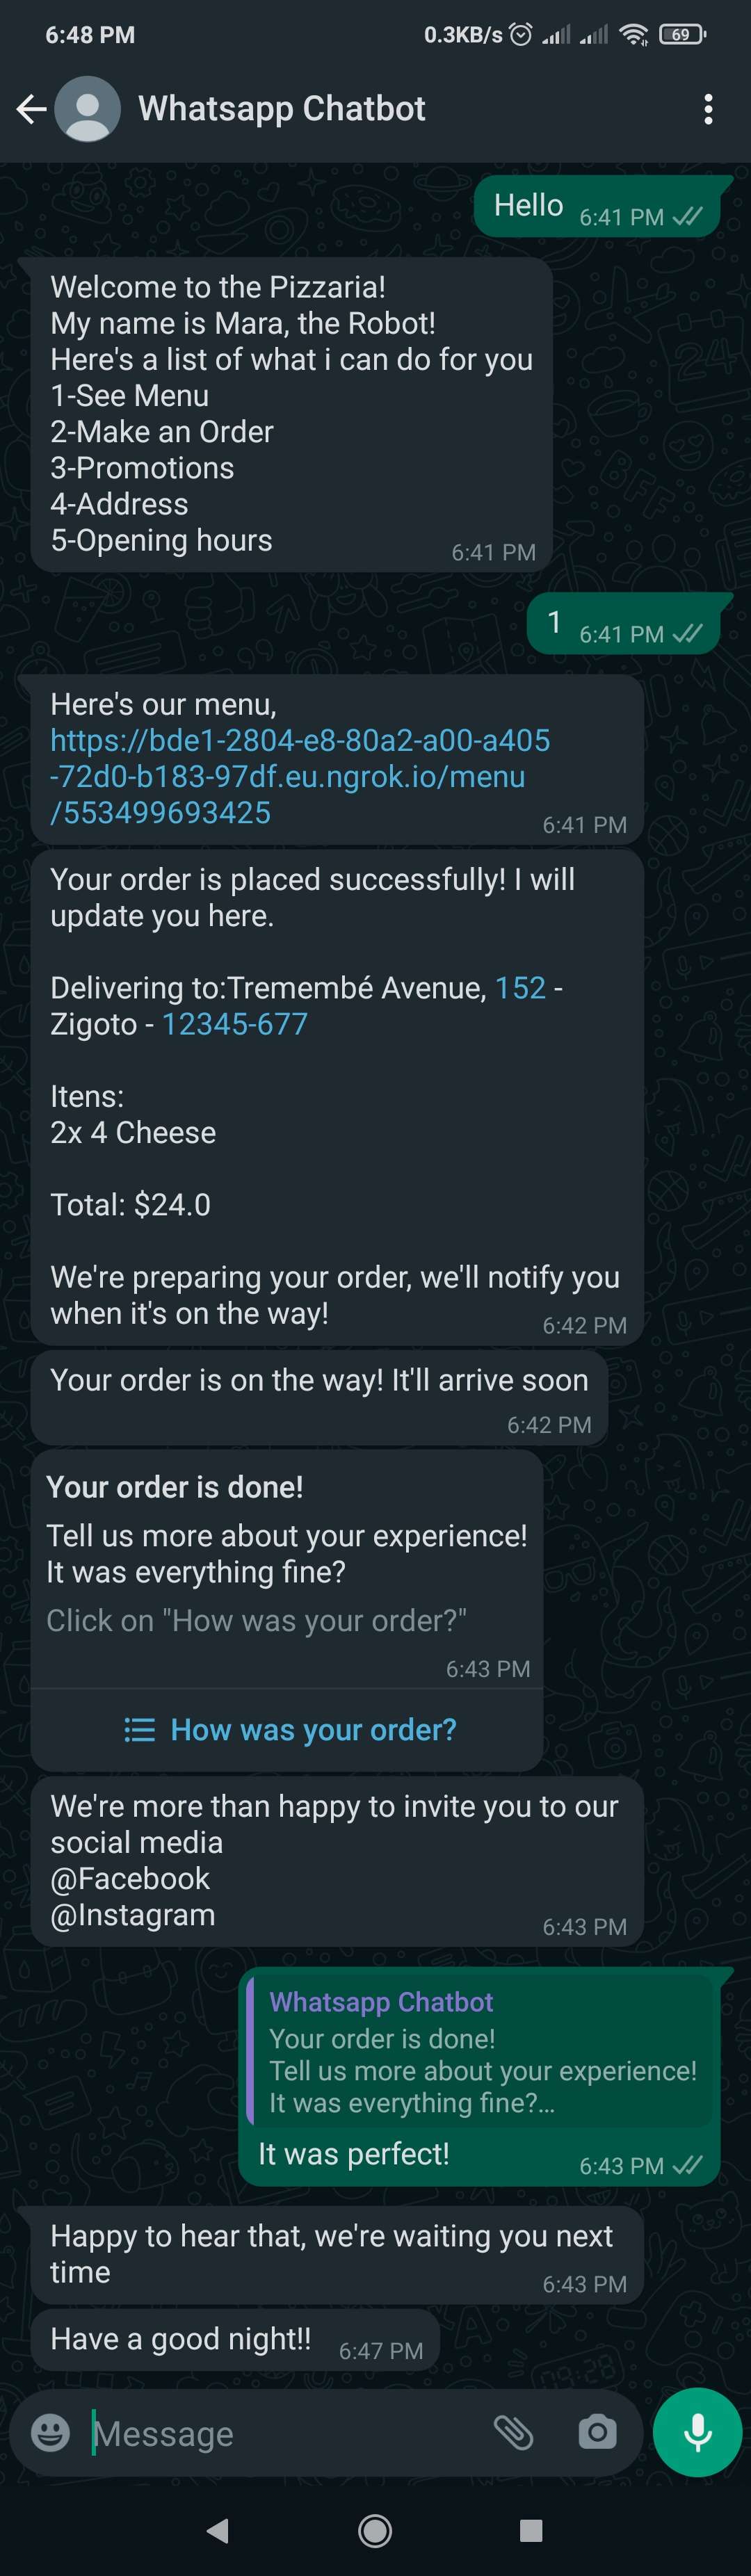 6:48 PM
0.3KB/s
69
Whatsapp Chatbot
Hello
6:41 PM
Welcome to the Pizzaria!
My name is Mara, the Robot!
Here's a list of what i can do for you
1-See Menu
2-Make an Order
3-Promotions
4-Address
5-Opening hours
6:41 PM
1
6:41 PM
Here's our menu,
https://bde1-2804-e8-80a2-a00-a405
-72d0-b183-97df.eu.ngrok.io/menu
/553499693425
6:41 PM
Your order is placed successfully! I will
update you here.
Delivering to:Tremembé Avenue, 152 -
Zigoto - 12345-677
Itens:
2x 4 Cheese
Total: $24.0
We're preparing your order, we'll notify you
when it's on the way!
6:42 PM
Your order is on the way! It'll arrive soon
6:42 PM
Your order is done!
Tell us more about your experience!
It was everything fine?
Click on "How was your order?"
6:43 PM
How was your order?
We're more than happy to invite you to our
social media
@Facebook
@Instagram
6:43 PM
Whatsapp Chatbot
Your order is done!
Tell us more about your experience!
It was everything fine?...
It was perfect!
6:43 PM
Happy to hear that, we're waiting you next
time
6:43 PM
Have a good night!!
6:47 PM
Message